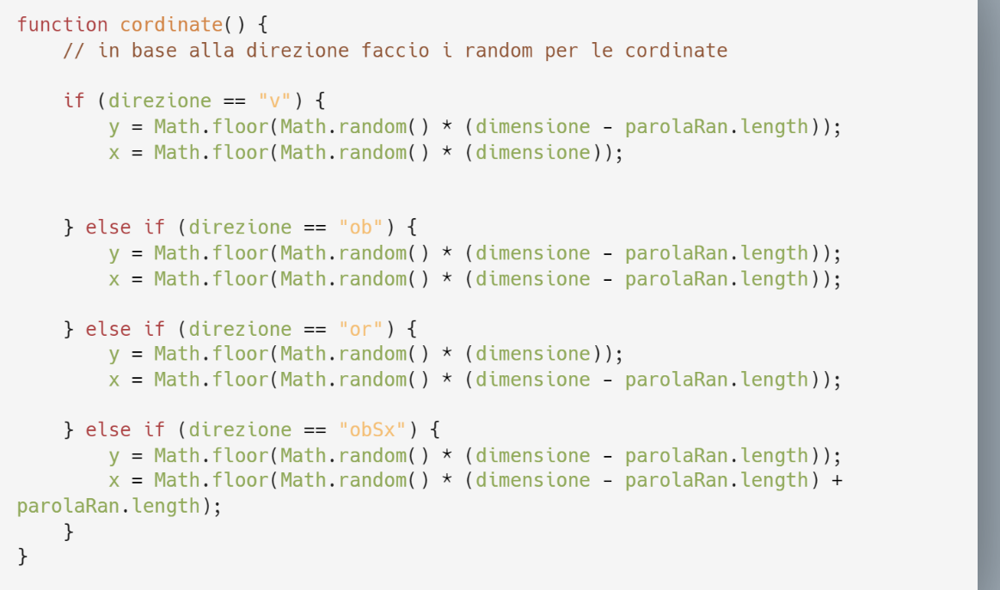 function cordinate() {
    // in base alla direzione faccio i random per le cordinate

    if (direzione == "v") {
        y = Math.floor(Math.random() * (dimensione - parolaRan.length));
        x = Math.floor(Math.random() * (dimensione));


    } else if (direzione == "ob") {
        y = Math.floor(Math.random() * (dimensione - parolaRan.length));
        x = Math.floor(Math.random() * (dimensione - parolaRan.length));

    } else if (direzione == "or") {
        y = Math.floor(Math.random() * (dimensione));
        x = Math.floor(Math.random() * (dimensione - parolaRan.length));

    } else if (direzione == "obSx") {
        y = Math.floor(Math.random() * (dimensione - parolaRan.length));
        x = Math.floor(Math.random() * (dimensione - parolaRan.length) +
parolaRan.length);
    }
}